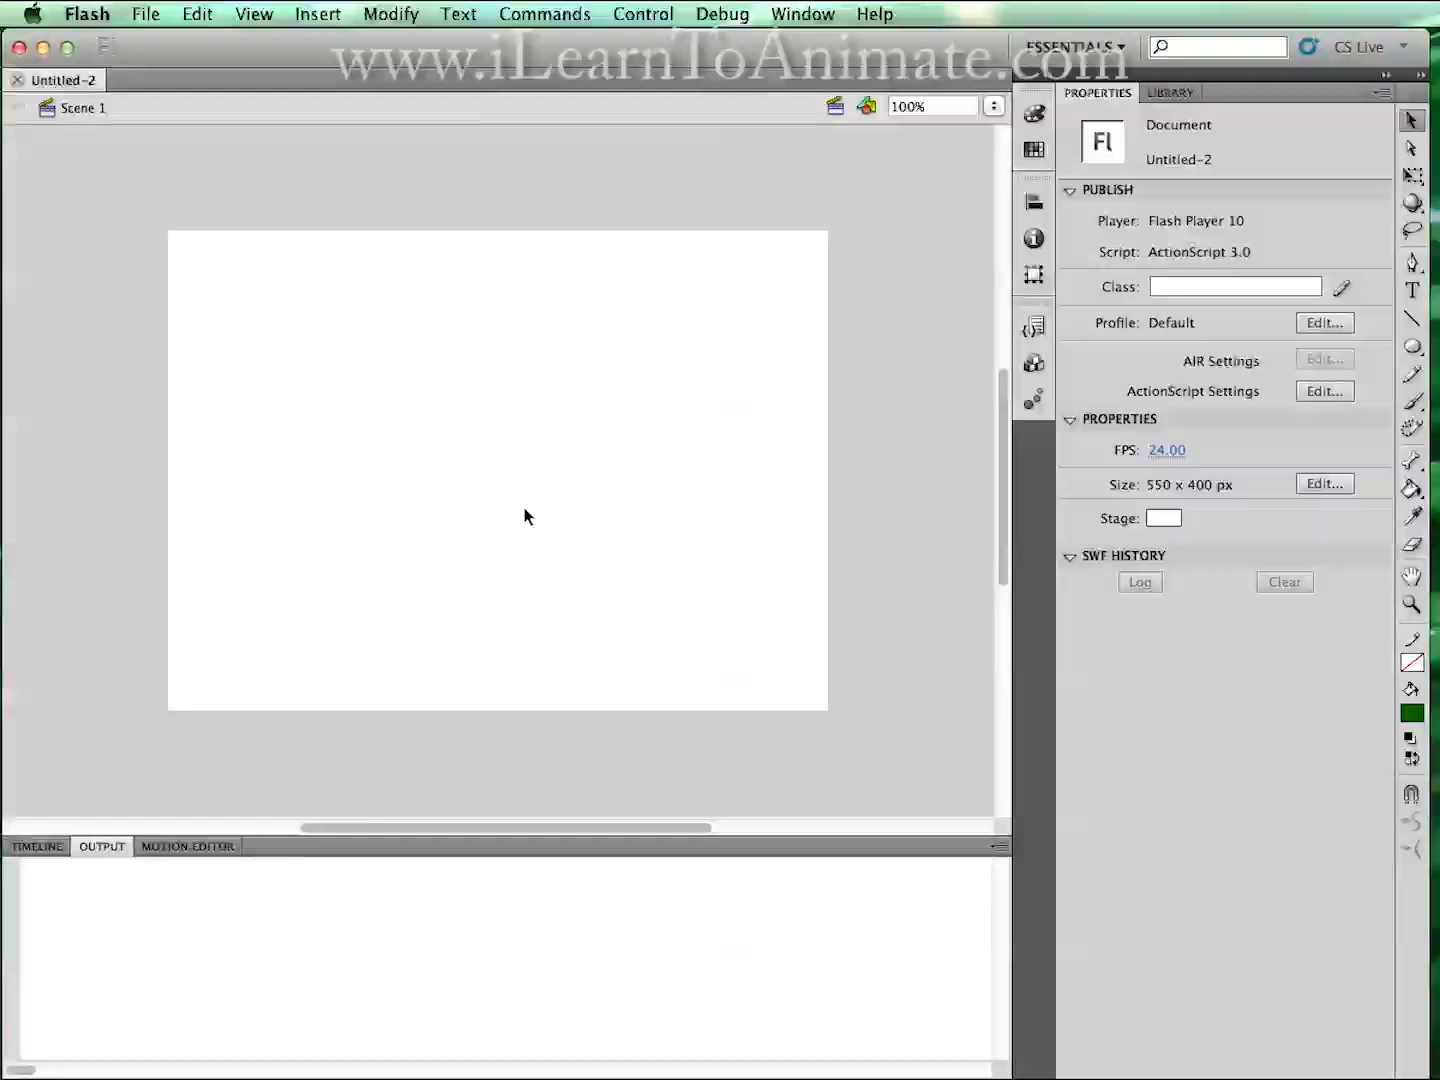 Flash File Edit View Insert Modify Text Commands Control Debug Window Help
www.iLearnToAnimate.com
ESSENTIALS
CS Live
Untitled-2
Scene 1
100%
PROPERTIES LIBRARY
Fl
Document
Untitled-2
PUBLISH
Player: Flash Player 10
Script: ActionScript 3.0
Class:
Profile: Default Edit...
AIR Settings Edit...
ActionScript Settings Edit...
PROPERTIES
FPS: 24.00
Size: 550 x 400 px Edit...
Stage:
SWF HISTORY
Log Clear
T
TIMELINE OUTPUT MOTION EDITOR